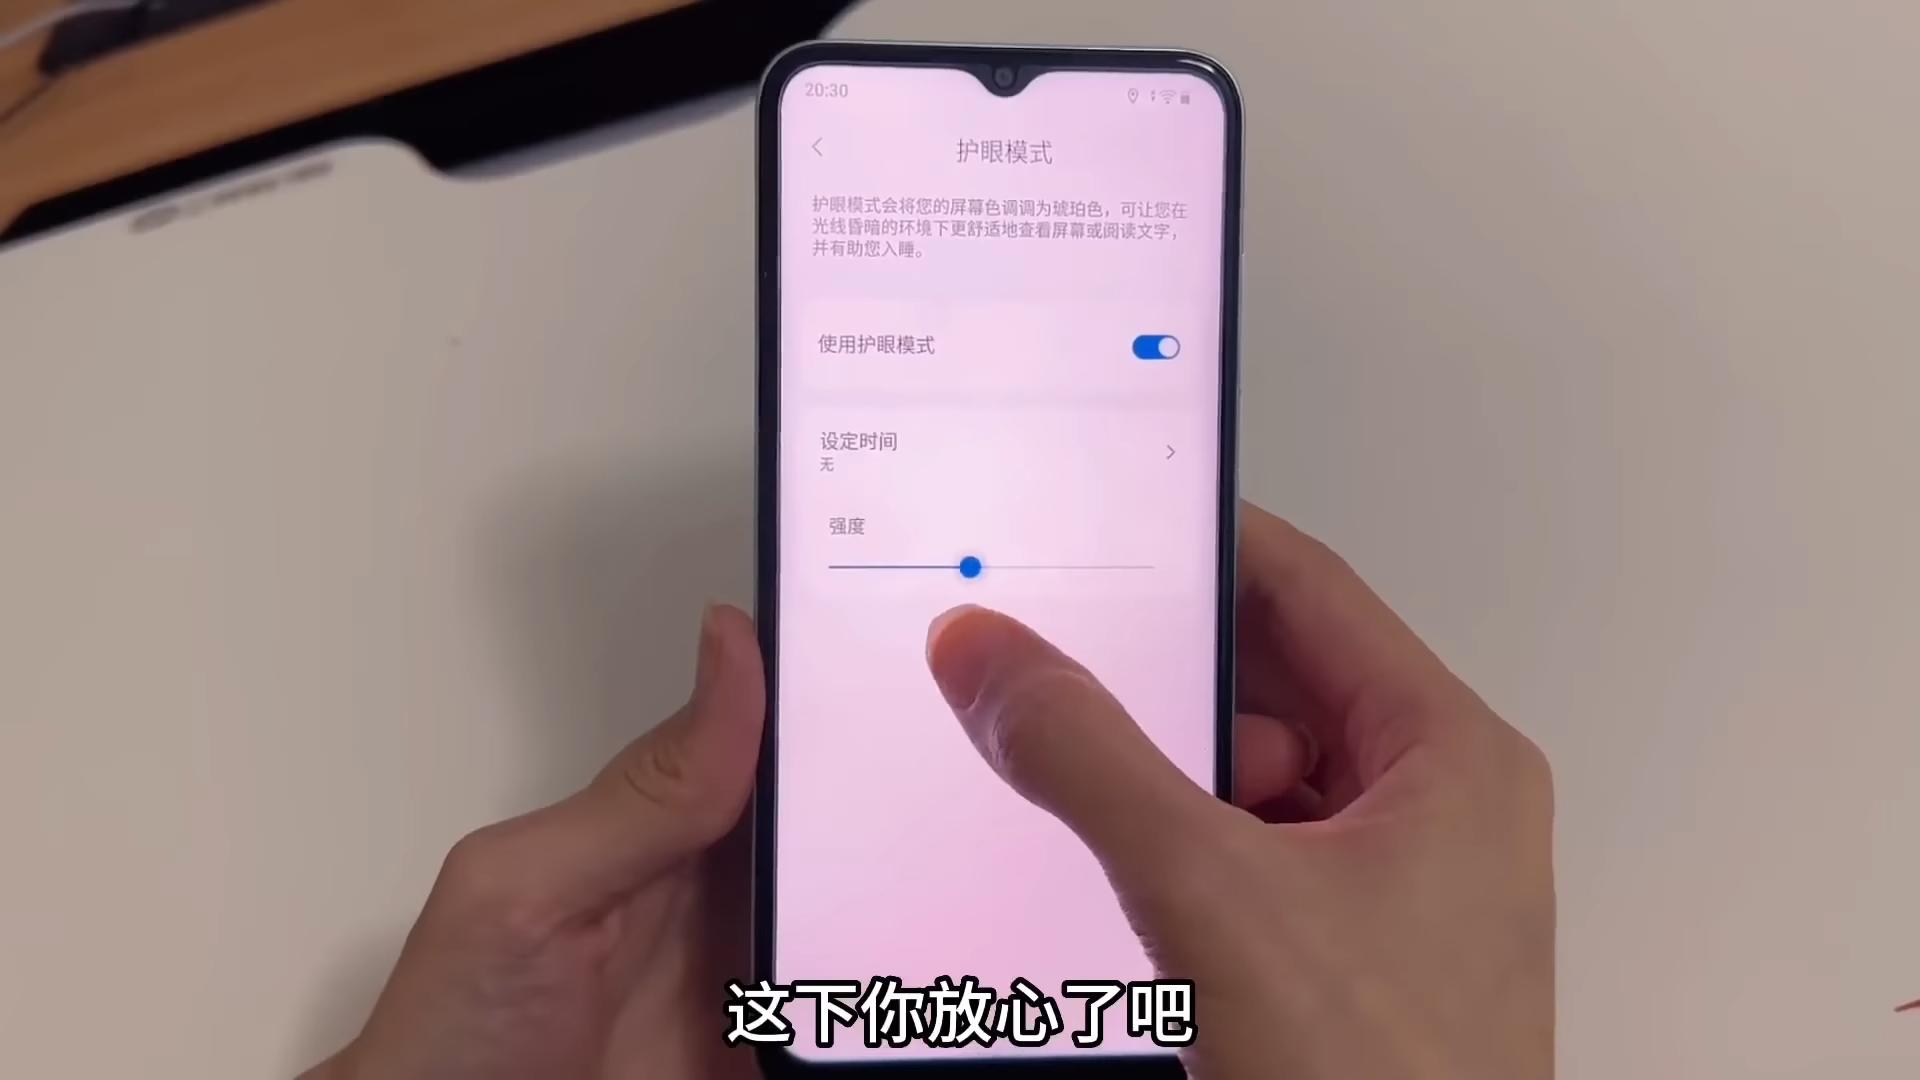 20:30
护眼模式
护眼模式会将您的屏幕色调调为琥珀色，可让您在
光线昏暗的环境下更舒适地查看屏幕或阅读文字，
并有助您入睡。
使用护眼模式
设定时间
无
强度
这下你放心了吧